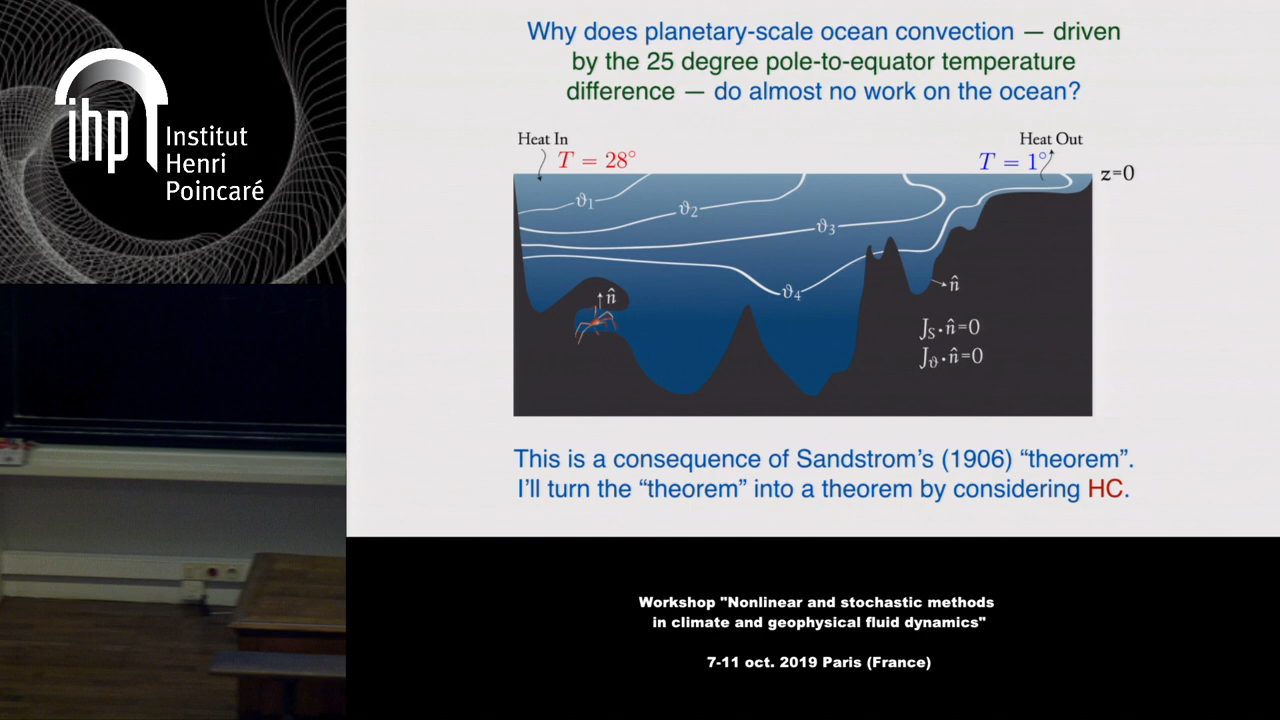 ihp
Institut
Henri
Poincaré
Why does planetary-scale ocean convection — driven
by the 25 degree pole-to-equator temperature
difference — do almost no work on the ocean?
Heat In
T = 28°
Heat Out
T = 1°
z=0
ϑ₁
ϑ₂
ϑ₃
ϑ₄
n̂
n̂
J_S·n̂=0
J_ϑ·n̂=0
This is a consequence of Sandstrom's (1906) “theorem”.
I'll turn the “theorem” into a theorem by considering HC.
Workshop "Nonlinear and stochastic methods
in climate and geophysical fluid dynamics"
7-11 oct. 2019 Paris (France)